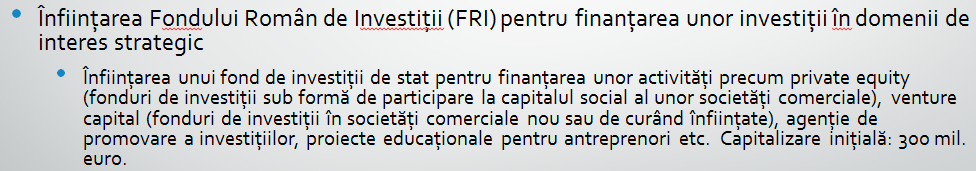 Înființarea Fondului Român de Investiții (FRI) pentru finanțarea unor investiții în domenii de
interes strategic
Înființarea unui fond de investiții de stat pentru finanțarea unor activități precum private equity
(fonduri de investiții sub formă de participare la capitalul social al unor societăți comerciale), venture
capital (fonduri de investiții în societăți comerciale nou sau de curând înființate), agenție de
promovare a investițiilor, proiecte educaționale pentru antreprenori etc. Capitalizare inițială: 300 mil.
euro.